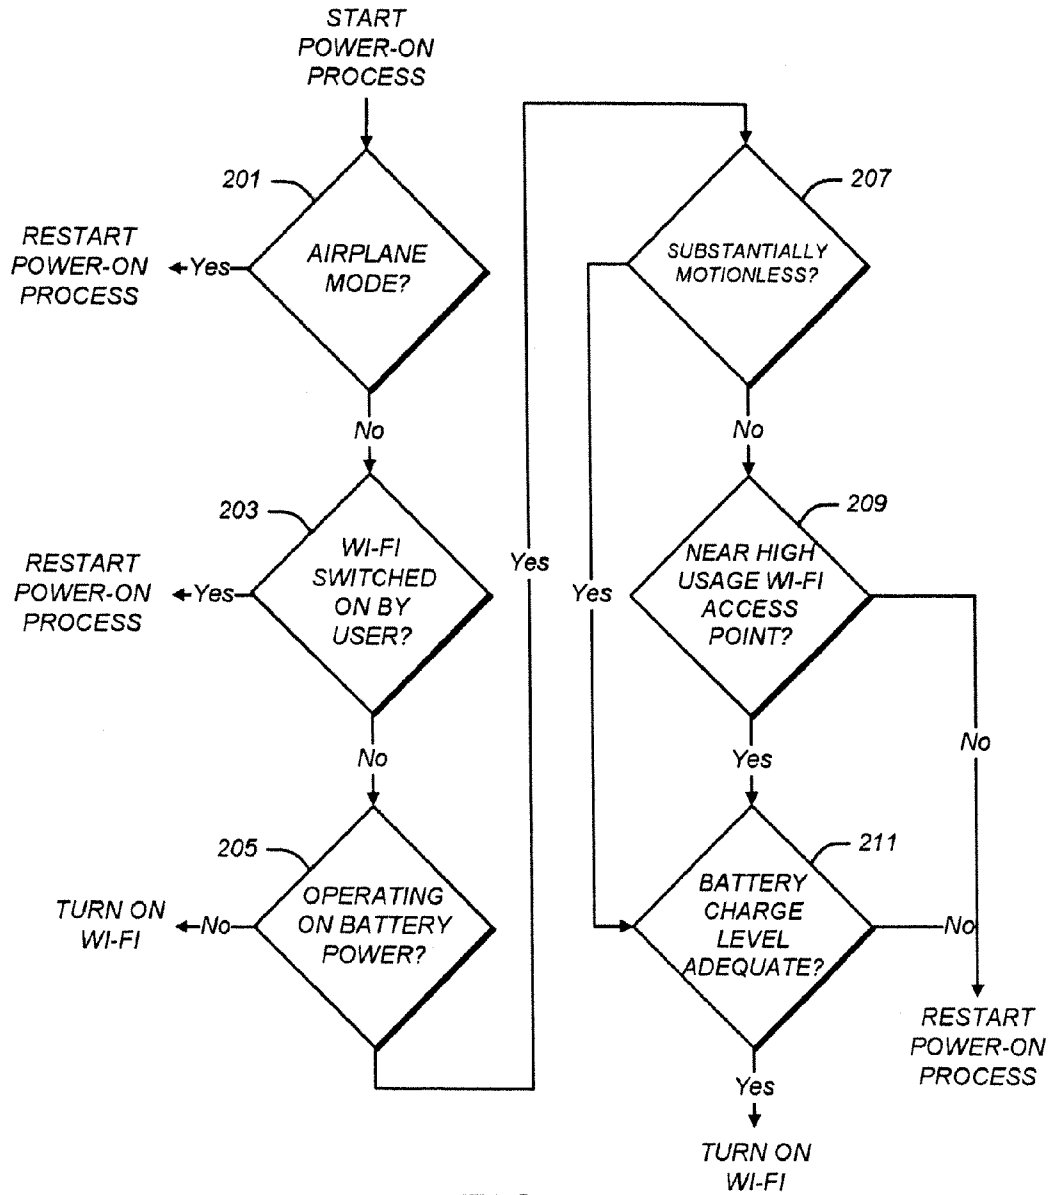 START
POWER-ON
PROCESS
201
AIRPLANE
MODE?
Yes
RESTART
POWER-ON
PROCESS
No
203
WI-FI
SWITCHED
ON BY
USER?
Yes
RESTART
POWER-ON
PROCESS
No
205
OPERATING
ON BATTERY
POWER?
No
TURN ON
WI-FI
Yes
207
SUBSTANTIALLY
MOTIONLESS?
Yes
No
209
NEAR HIGH
USAGE WI-FI
ACCESS
POINT?
No
Yes
211
BATTERY
CHARGE
LEVEL
ADEQUATE?
No
RESTART
POWER-ON
PROCESS
Yes
TURN ON
WI-FI